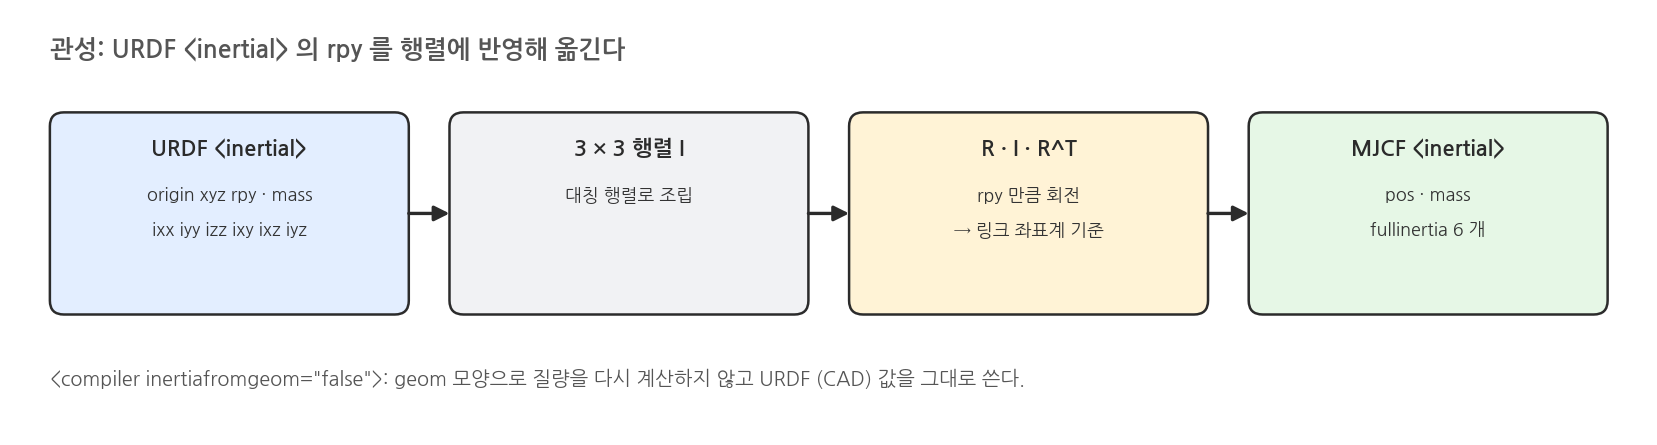 관성: URDF <inertial> 의 rpy 를 행렬에 반영해 옮긴다
URDF <inertial>
origin xyz rpy · mass
ixx iyy izz ixy ixz iyz
3 × 3 행렬 I
대칭 행렬로 조립
R · I · R^T
rpy 만큼 회전
→ 링크 좌표계 기준
MJCF <inertial>
pos · mass
fullinertia 6 개
<compiler inertiafromgeom="false">: geom 모양으로 질량을 다시 계산하지 않고 URDF (CAD) 값을 그대로 쓴다.